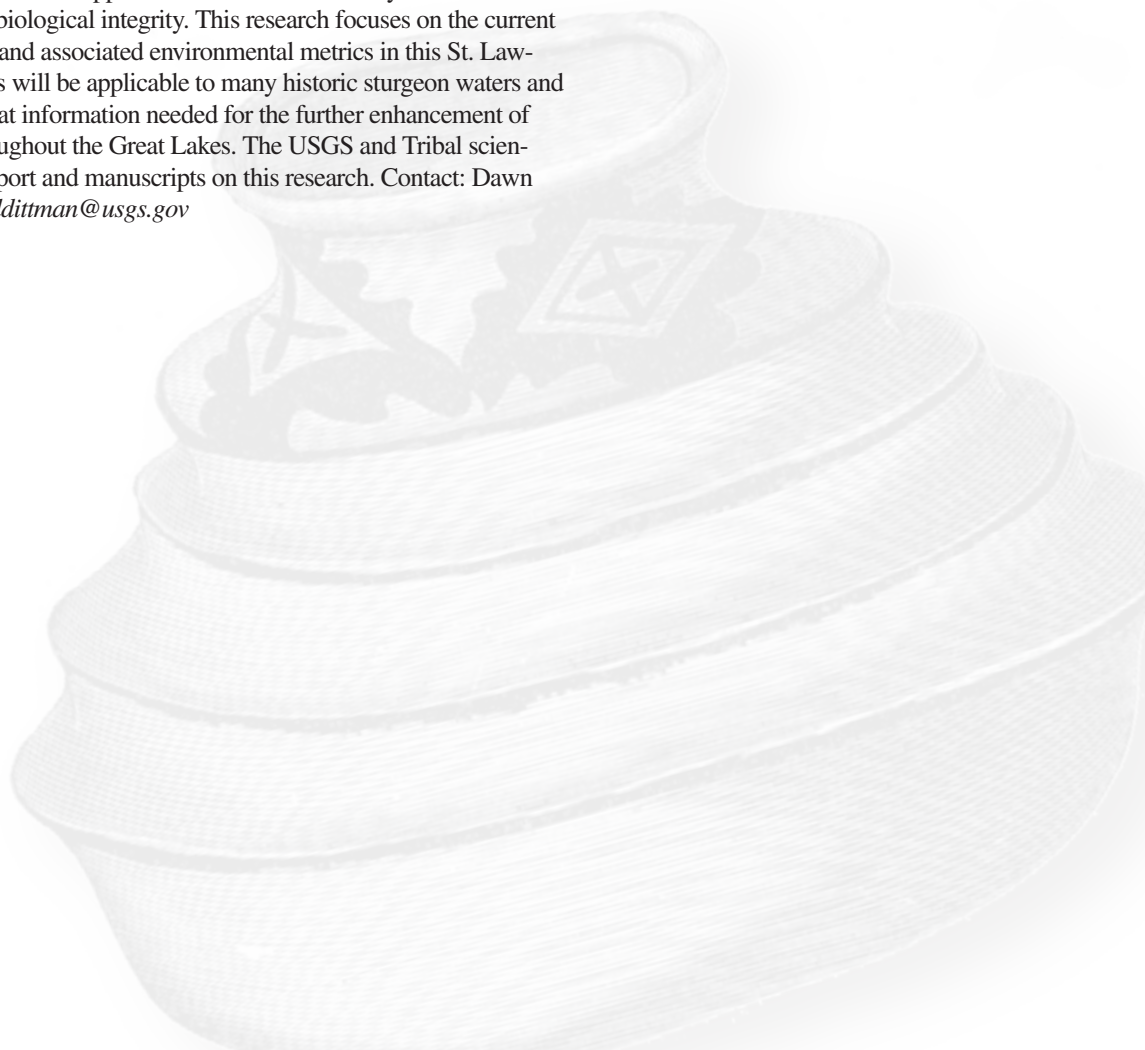 biological integrity. This research focuses on the current
and associated environmental metrics in this St. Law-
s will be applicable to many historic sturgeon waters and
at information needed for the further enhancement of
ughout the Great Lakes. The USGS and Tribal scien-
port and manuscripts on this research. Contact: Dawn
dittman@usgs.gov